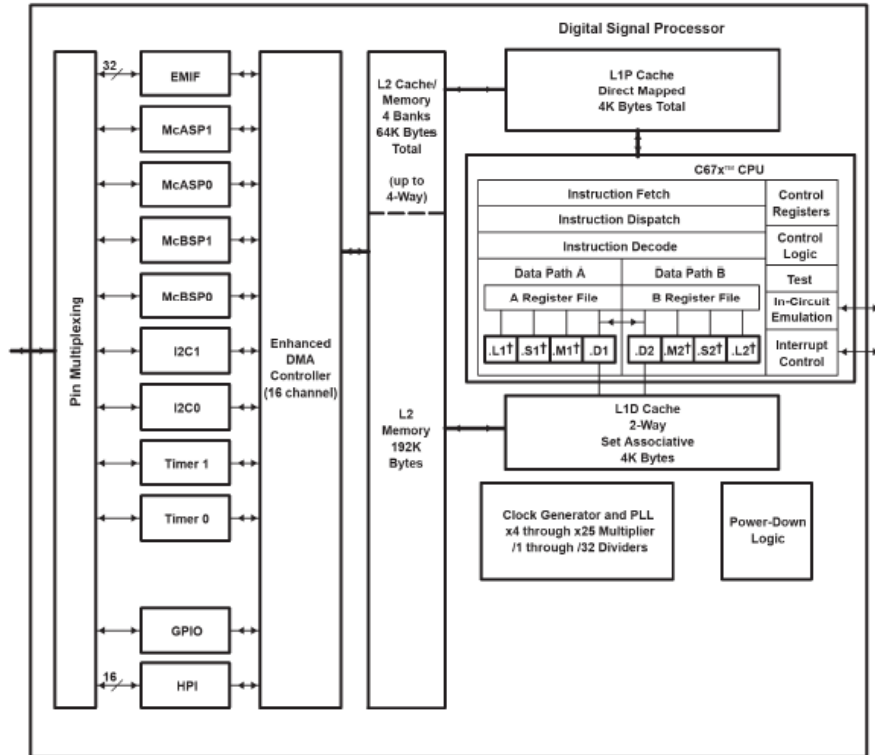 Digital Signal Processor
32
EMIF
McASP1
McASP0
McBSP1
McBSP0
I2C1
I2C0
Timer 1
Timer 0
GPIO
16
HPI
Pin Multiplexing
Enhanced
DMA
Controller
(16 channel)
L2 Cache/
Memory
4 Banks
64K Bytes
Total
(up to
4-Way)
L2
Memory
192K
Bytes
L1P Cache
Direct Mapped
4K Bytes Total
C67x™ CPU
Instruction Fetch
Instruction Dispatch
Instruction Decode
Data Path A
Data Path B
A Register File
B Register File
.L1† .S1† .M1† .D1
.D2 .M2† .S2† .L2†
Control
Registers
Control
Logic
Test
In-Circuit
Emulation
Interrupt
Control
L1D Cache
2-Way
Set Associative
4K Bytes
Clock Generator and PLL
x4 through x25 Multiplier
/1 through /32 Dividers
Power-Down
Logic